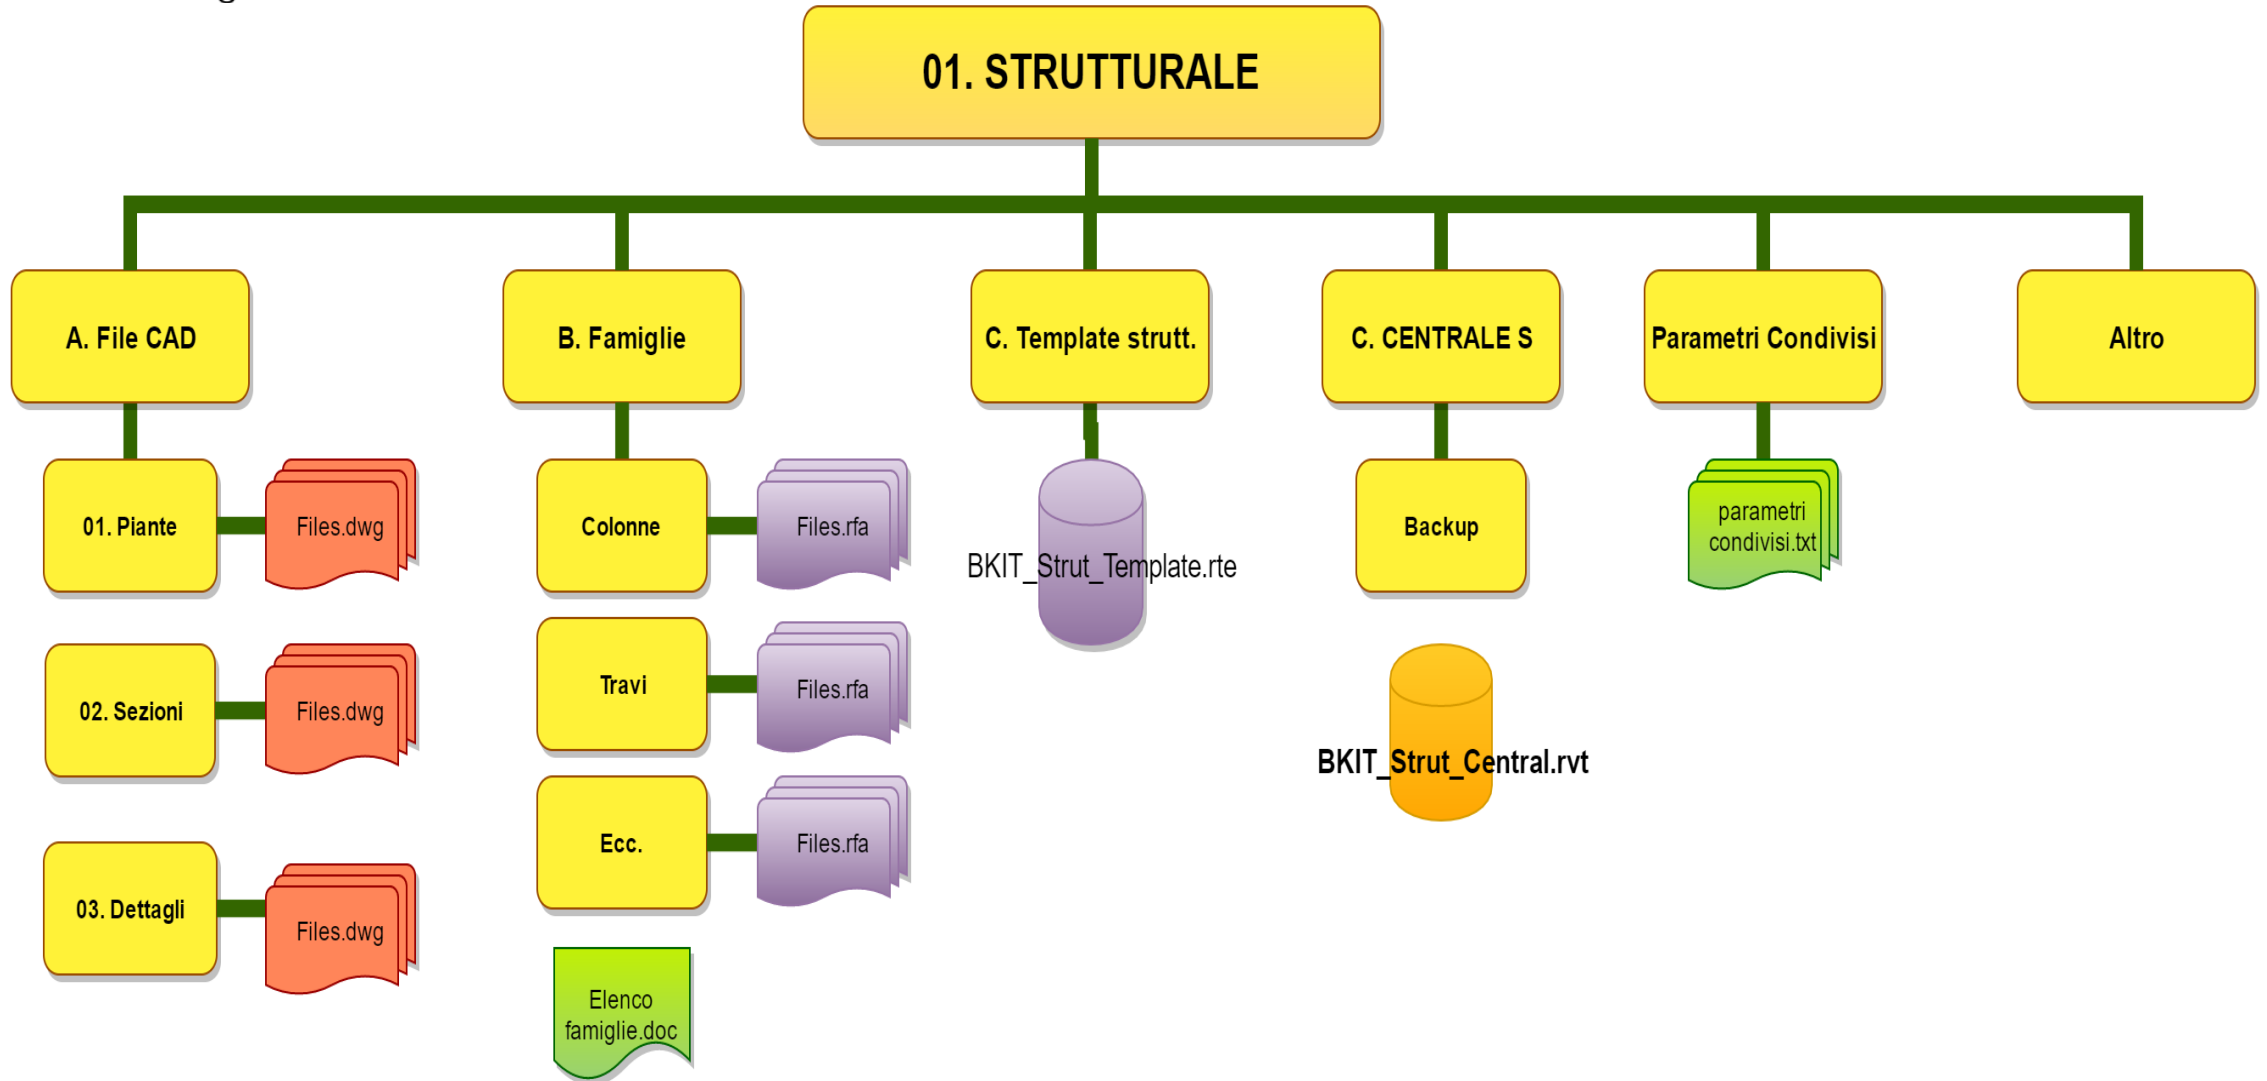 01. STRUTTURALE
A. File CAD
B. Famiglie
C. Template strutt.
C. CENTRALE S
Parametri Condivisi
Altro
01. Piante
Files.dwg
Colonne
Files.rfa
BKIT_Strut_Template.rte
Backup
parametri
condivisi.txt
Travi
Files.rfa
02. Sezioni
Files.dwg
BKIT_Strut_Central.rvt
Ecc.
Files.rfa
03. Dettagli
Files.dwg
Elenco
famiglie.doc